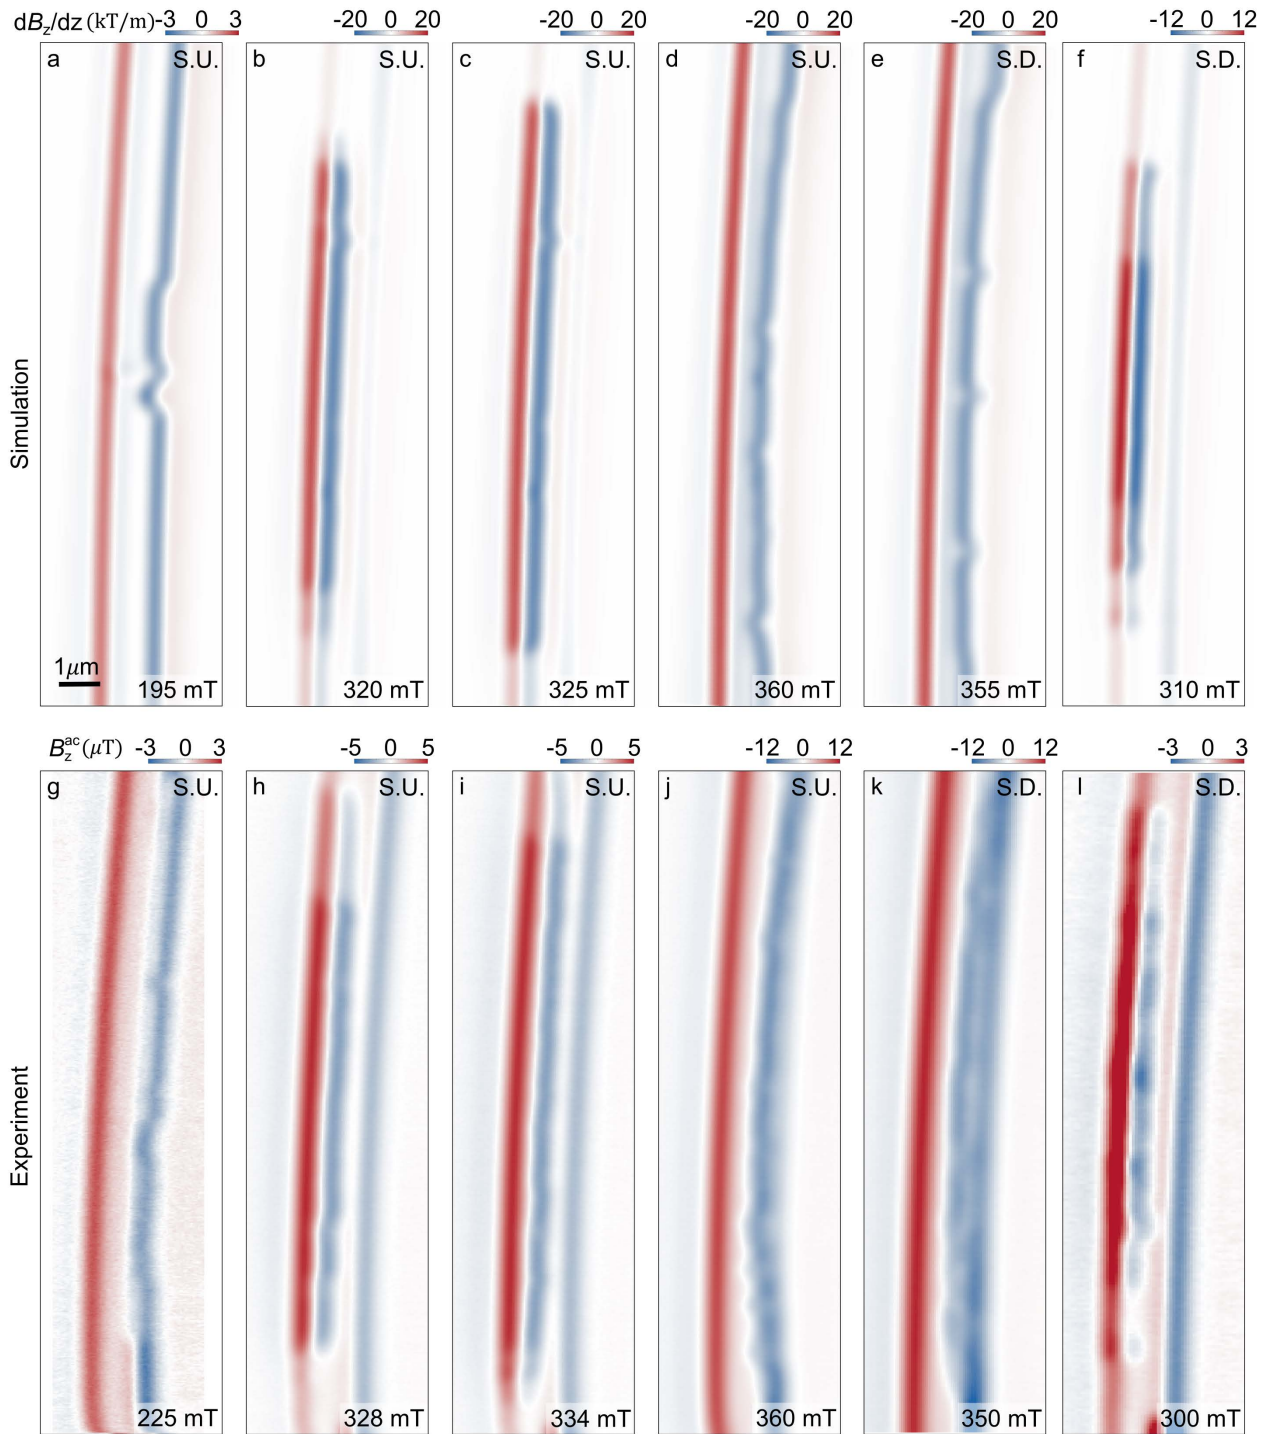 dBz/dz (kT/m) -3 0 3 -20 0 20 -20 0 20 -20 0 20 -20 0 20 -12 0 12
a S.U. b S.U. c S.U. d S.U. e S.D. f S.D.
Simulation
1μm
195 mT 320 mT 325 mT 360 mT 355 mT 310 mT
Bzac (μT) -3 0 3 -5 0 5 -5 0 5 -12 0 12 -12 0 12 -3 0 3
g S.U. h S.U. i S.U. j S.U. k S.D. l S.D.
Experiment
225 mT 328 mT 334 mT 360 mT 350 mT 300 mT